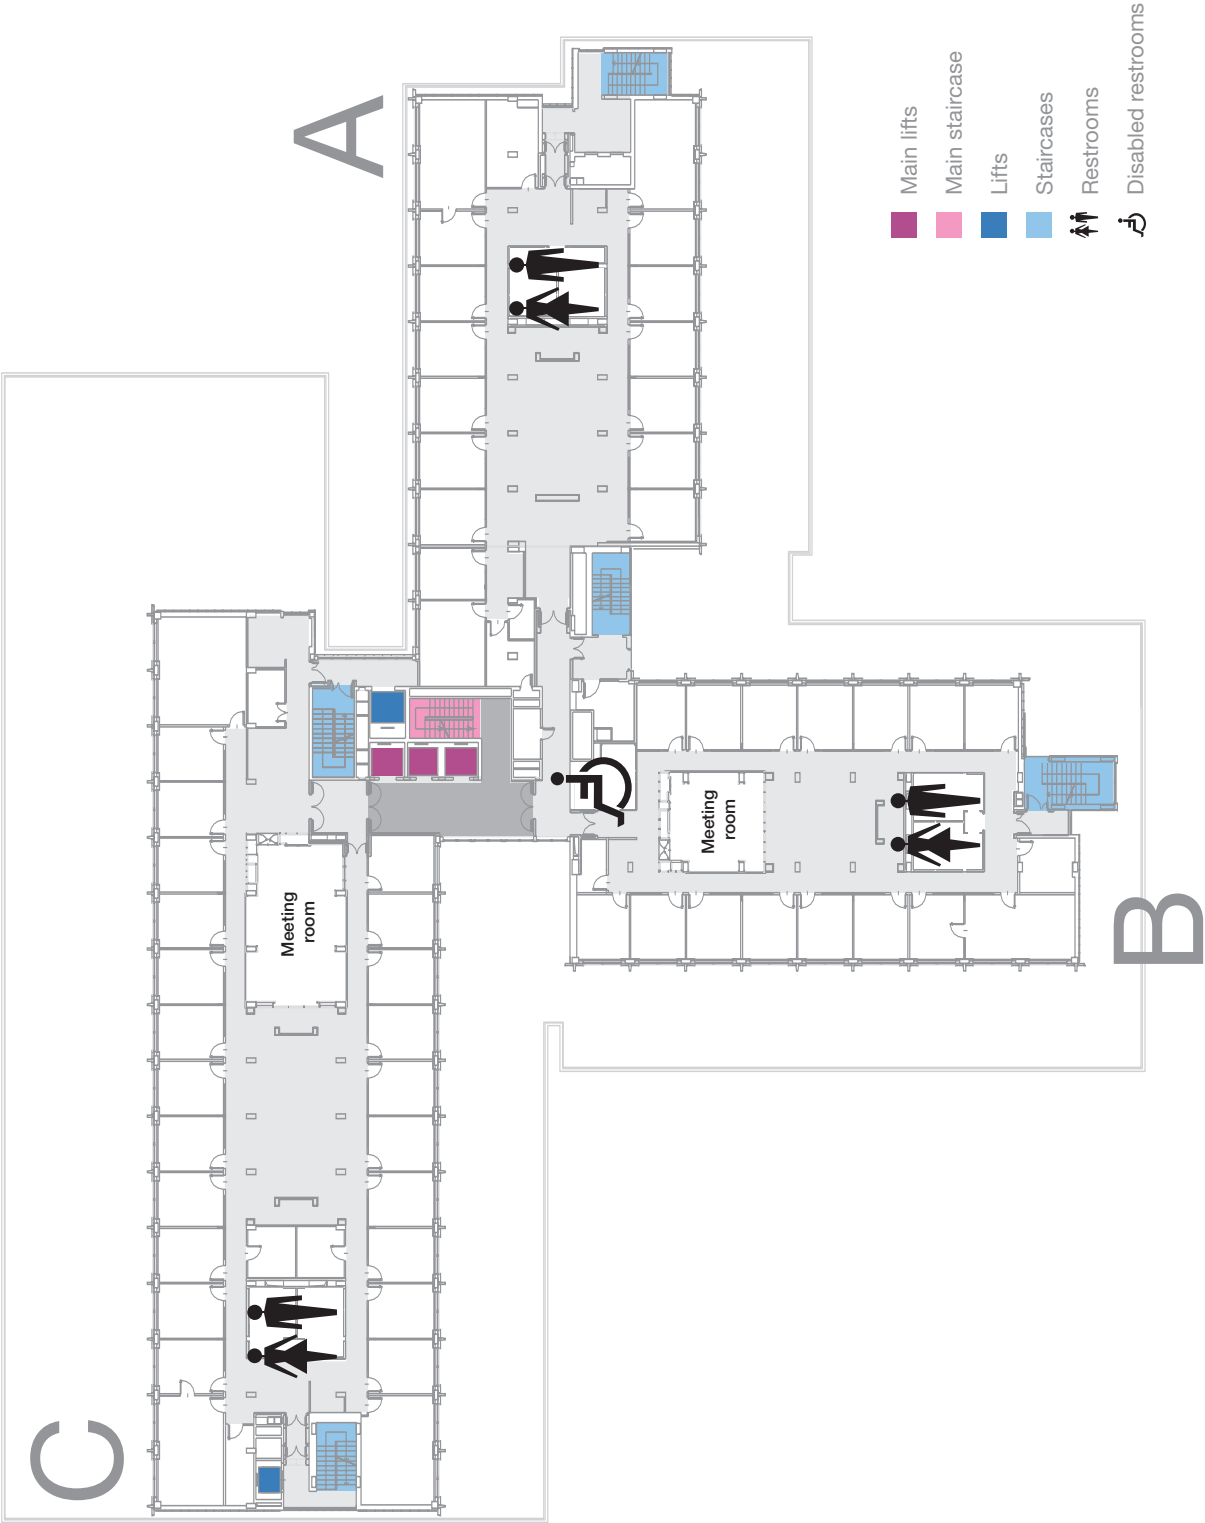 A
Main lifts
Main staircase
Lifts
Staircases
Restrooms
Disabled restrooms
Meeting
room
Meeting
room
B
C